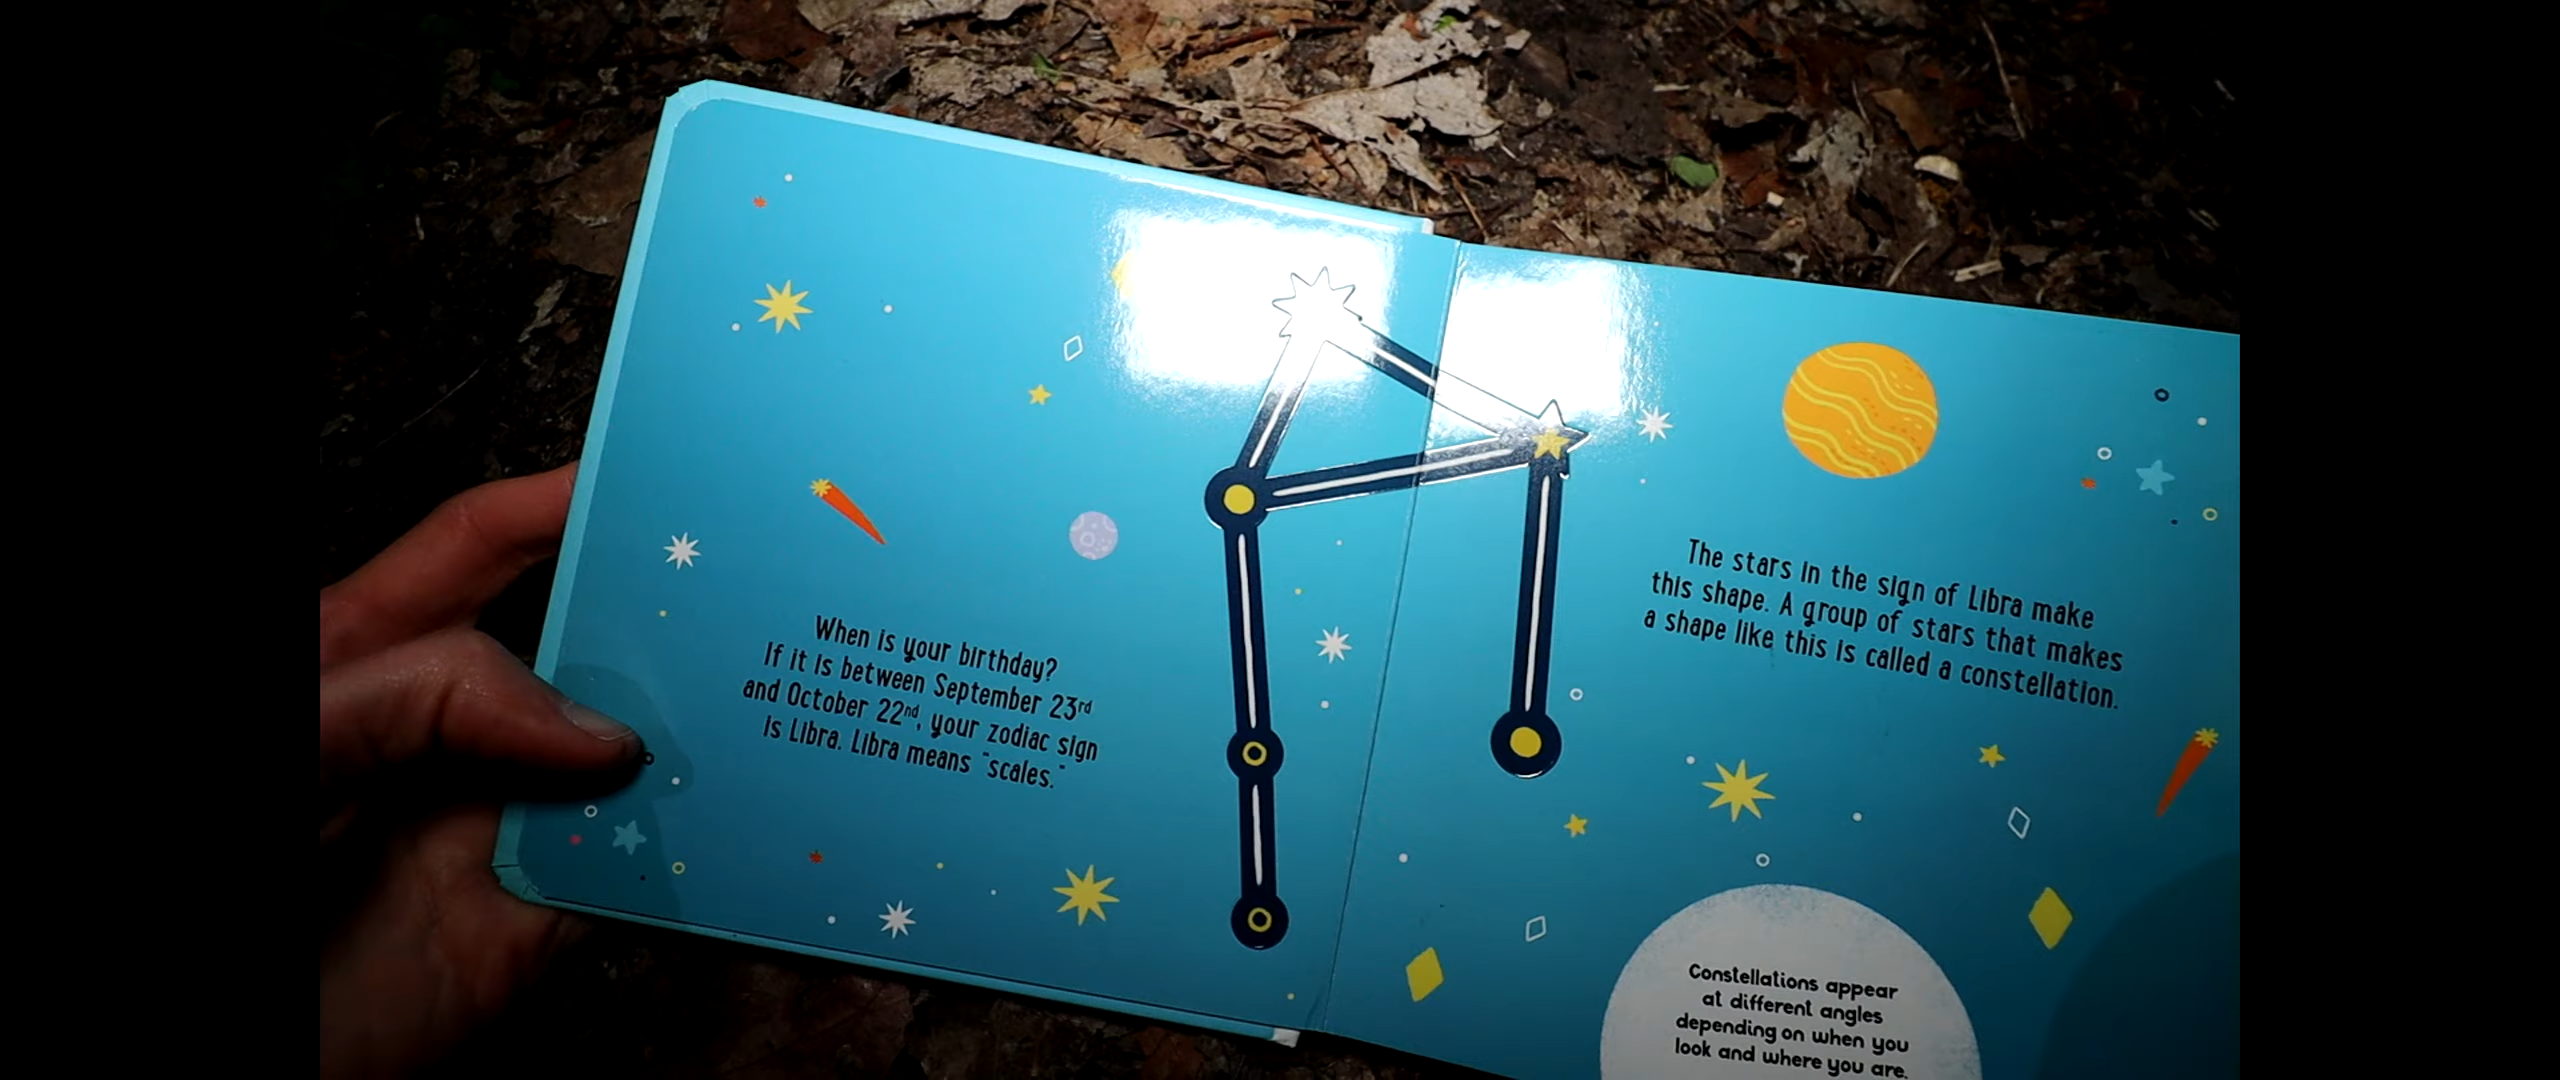 When is your birthday?
If it is between September 23rd
and October 22nd, your zodiac sign
is Libra. Libra means "scales."
The stars in the sign of Libra make
this shape. A group of stars that makes
a shape like this is called a constellation.
Constellations appear
at different angles
depending on when you
look and where you are.